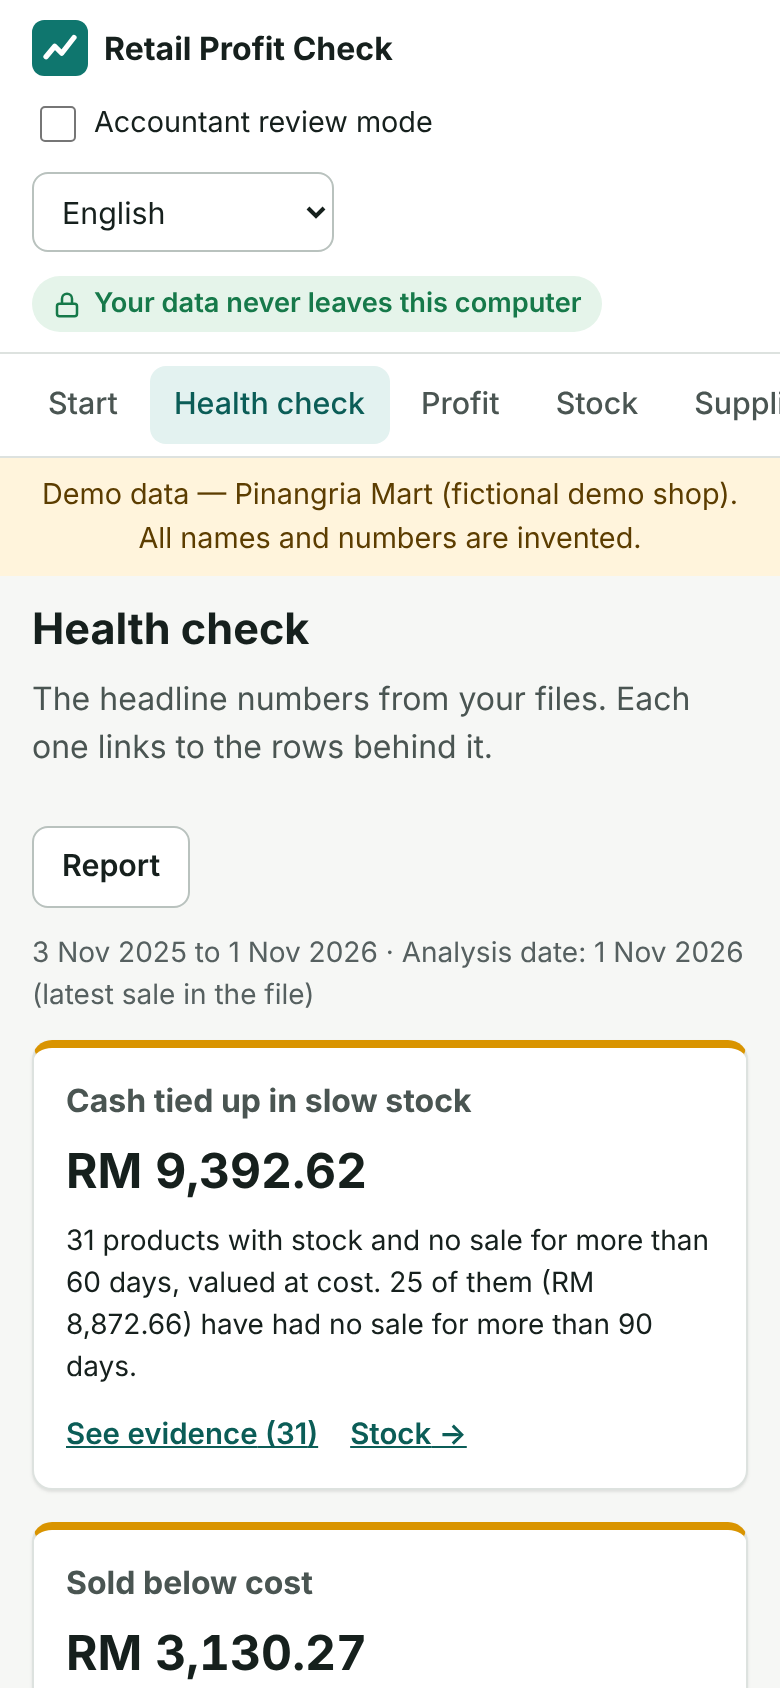 Retail Profit Check
Accountant review mode
English
Your data never leaves this computer
Start Health check Profit Stock Suppli
Demo data — Pinangria Mart (fictional demo shop).
All names and numbers are invented.
Health check
The headline numbers from your files. Each
one links to the rows behind it.
Report
3 Nov 2025 to 1 Nov 2026 · Analysis date: 1 Nov 2026
(latest sale in the file)
Cash tied up in slow stock
RM 9,392.62
31 products with stock and no sale for more than
60 days, valued at cost. 25 of them (RM
8,872.66) have had no sale for more than 90
days.
See evidence (31) Stock →
Sold below cost
RM 3,130.27